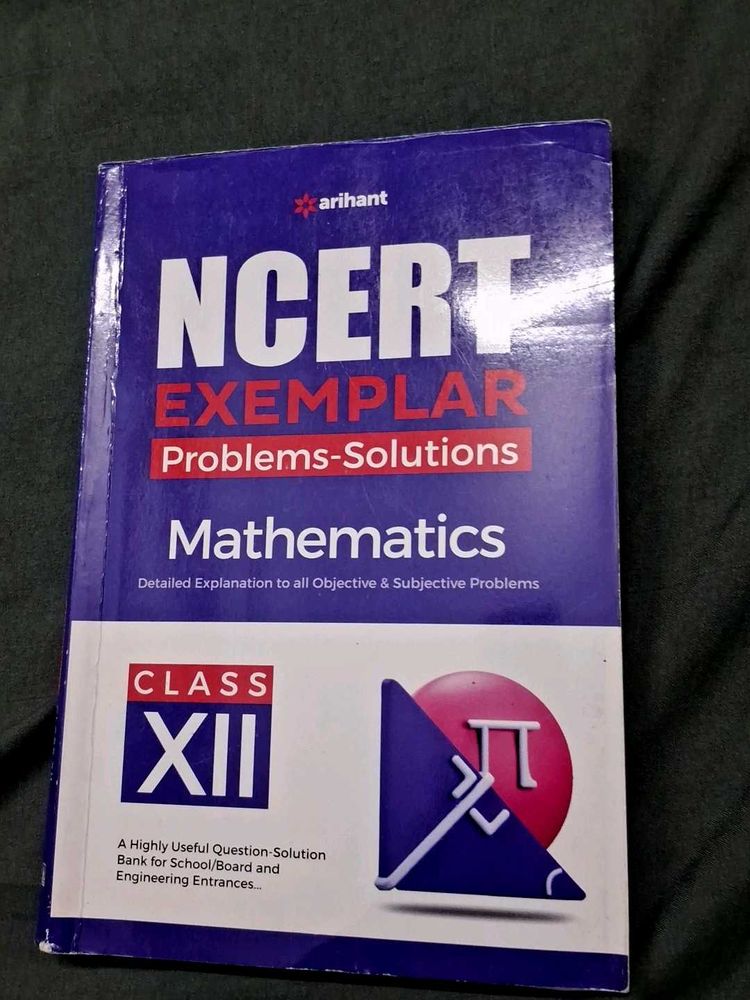 arihant
NCERT
EXEMPLAR
Problems-Solutions
Mathematics
Detailed Explanation to all Objective & Subjective Problems
CLASS
XII
π
A Highly Useful Question-Solution
Bank for School/Board and
Engineering Entrances...